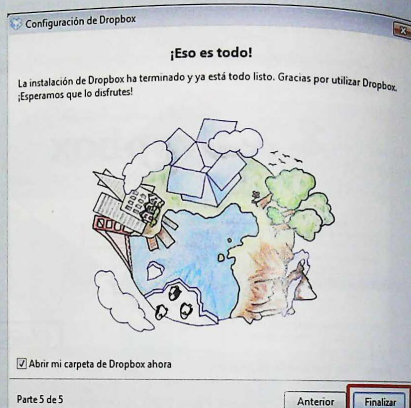 Configuración de Dropbox
¡Eso es todo!
La instalación de Dropbox ha terminado y ya está todo listo. Gracias por utilizar Dropbox.
¡Esperamos que lo disfrutes!
Abrir mi carpeta de Dropbox ahora
Parte 5 de 5
Anterior
Finalizar